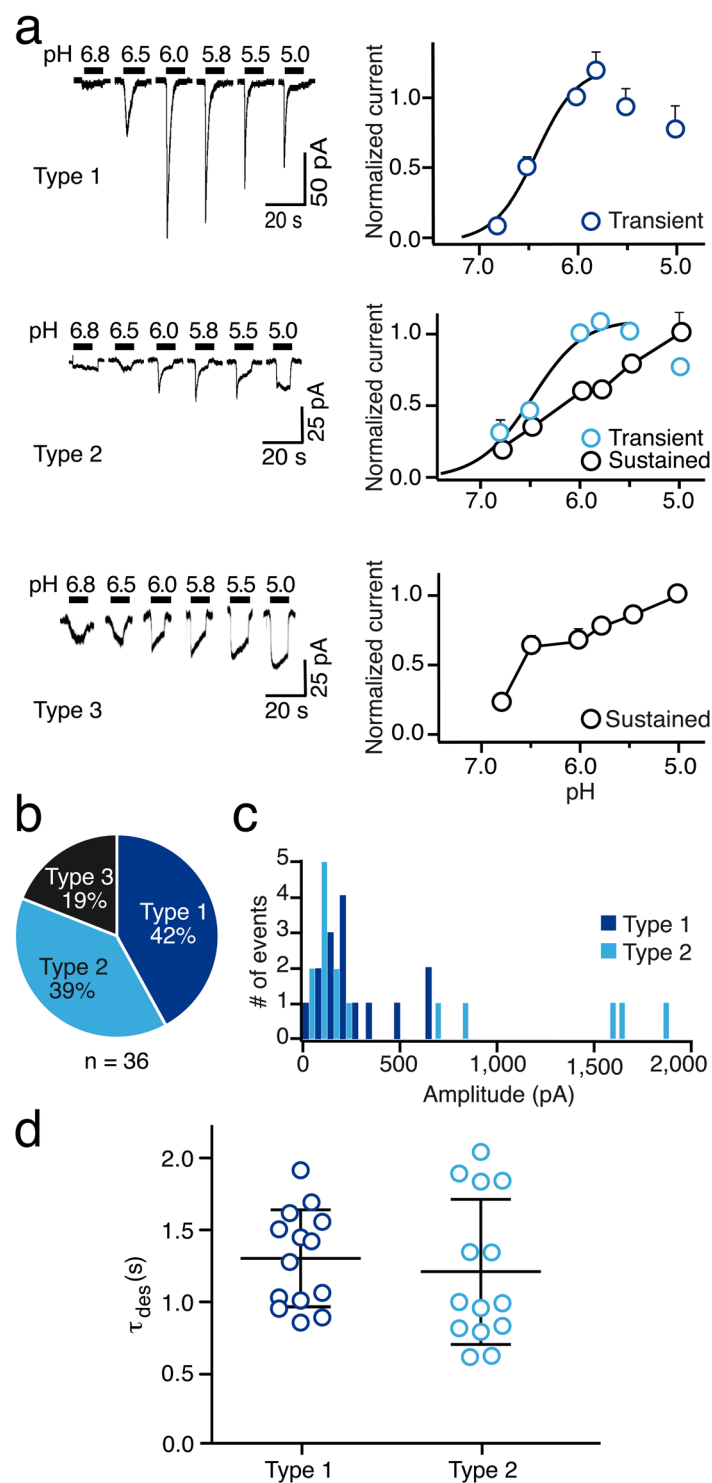 a
pH 6.8 6.5 6.0 5.8 5.5 5.0
Type 1
50 pA
20 s
Normalized current
1.0
0.5
0.0
Transient
7.0 6.0 5.0
pH 6.8 6.5 6.0 5.8 5.5 5.0
Type 2
25 pA
20 s
Normalized current
1.0
0.5
0.0
Transient
Sustained
7.0 6.0 5.0
pH 6.8 6.5 6.0 5.8 5.5 5.0
Type 3
25 pA
20 s
Normalized current
1.0
0.5
0.0
Sustained
7.0 6.0 5.0
pH
b
Type 3
19%
Type 1
42%
Type 2
39%
n = 36
c
# of events
5
4
3
2
1
0
Type 1
Type 2
0 500 1,000 1,500 2,000
Amplitude (pA)
d
τdes(s)
2.0
1.5
1.0
0.5
0.0
Type 1 Type 2